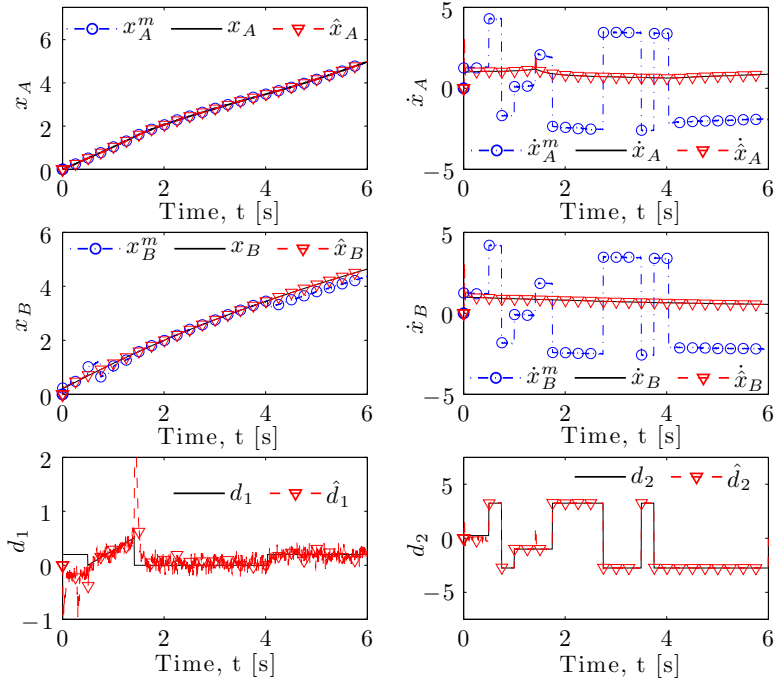 x_A^m x_A x̂_A
6
4
2
0
x_A
0 2 4 6
Time, t [s]
5
0
−5
ẋ_A
ẋ_A^m ẋ_A ẋ̂_A
0 2 4 6
Time, t [s]
x_B^m x_B x̂_B
6
4
2
0
x_B
0 2 4 6
Time, t [s]
5
0
−5
ẋ_B
ẋ_B^m ẋ_B ẋ̂_B
0 2 4 6
Time, t [s]
d_1 d̂_1
2
1
0
−1
d_1
0 2 4 6
Time, t [s]
d_2 d̂_2
5
0
−5
d_2
0 2 4 6
Time, t [s]